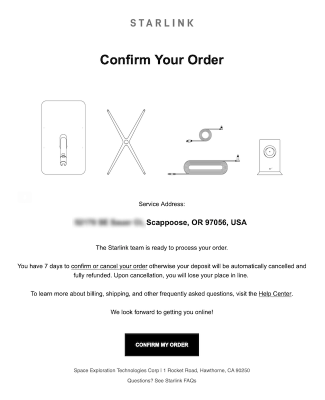 STARLINK
Confirm Your Order
Service Address:
Scappoose, OR 97056, USA
The Starlink team is ready to process your order.
You have 7 days to confirm or cancel your order otherwise your deposit will be automatically cancelled and
fully refunded. Upon cancellation, you will lose your place in line.
To learn more about billing, shipping, and other frequently asked questions, visit the Help Center.
We look forward to getting you online!
CONFIRM MY ORDER
Space Exploration Technologies Corp | 1 Rocket Road, Hawthorne, CA 90250
Questions? See Starlink FAQs